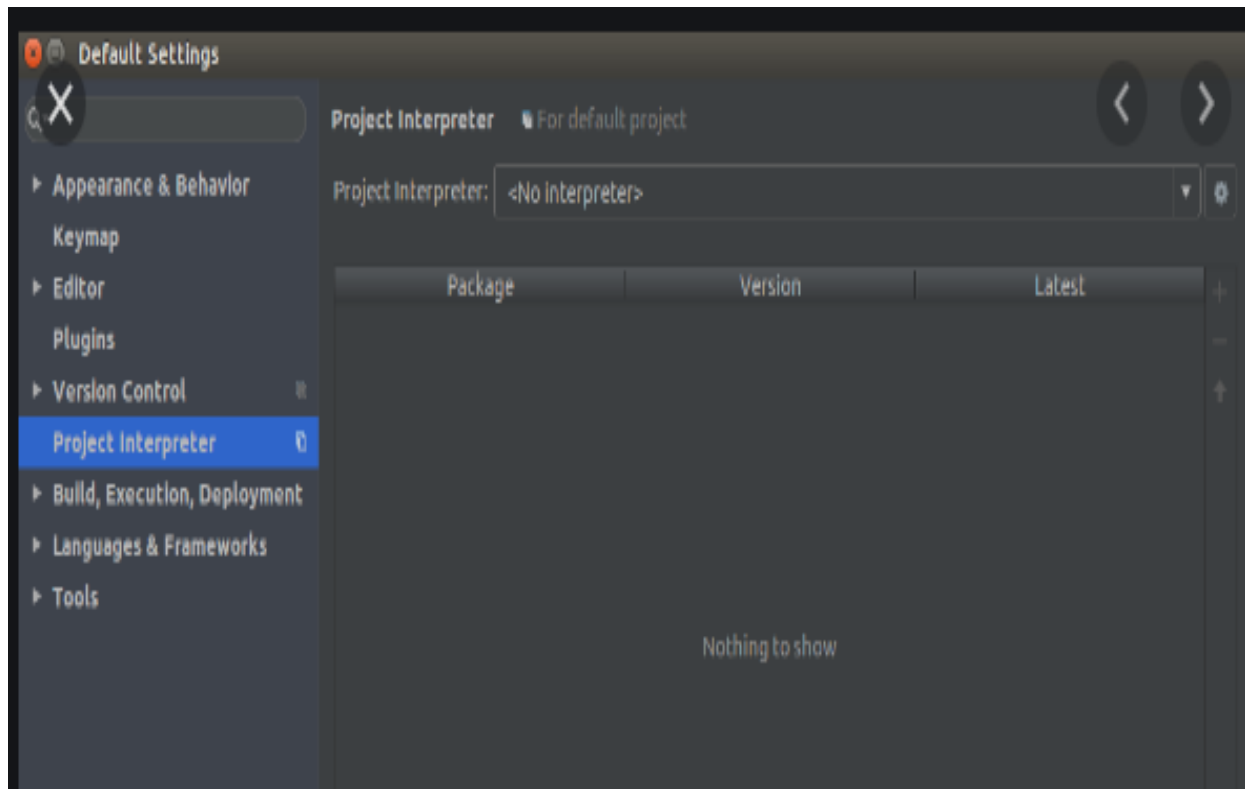 Default Settings
Project Interpreter For default project
Appearance & Behavior
Project Interpreter: <No interpreter>
Keymap
Editor
Package Version Latest
Plugins
Version Control
Project Interpreter
Build, Execution, Deployment
Languages & Frameworks
Tools
Nothing to show